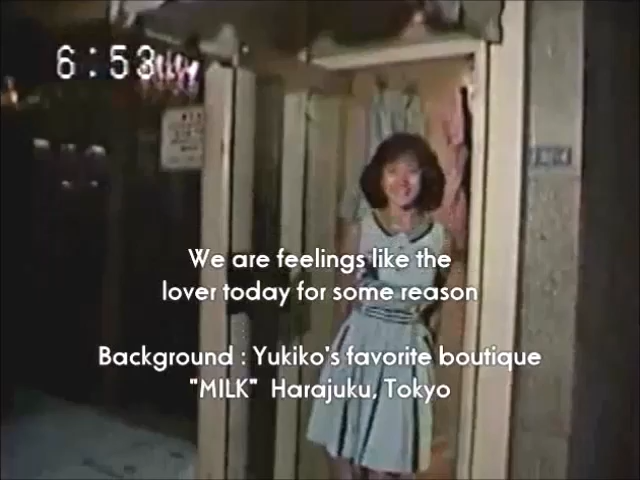 6:53
We are feelings like the
lover today for some reason
Background : Yukiko's favorite boutique
"MILK" Harajuku, Tokyo